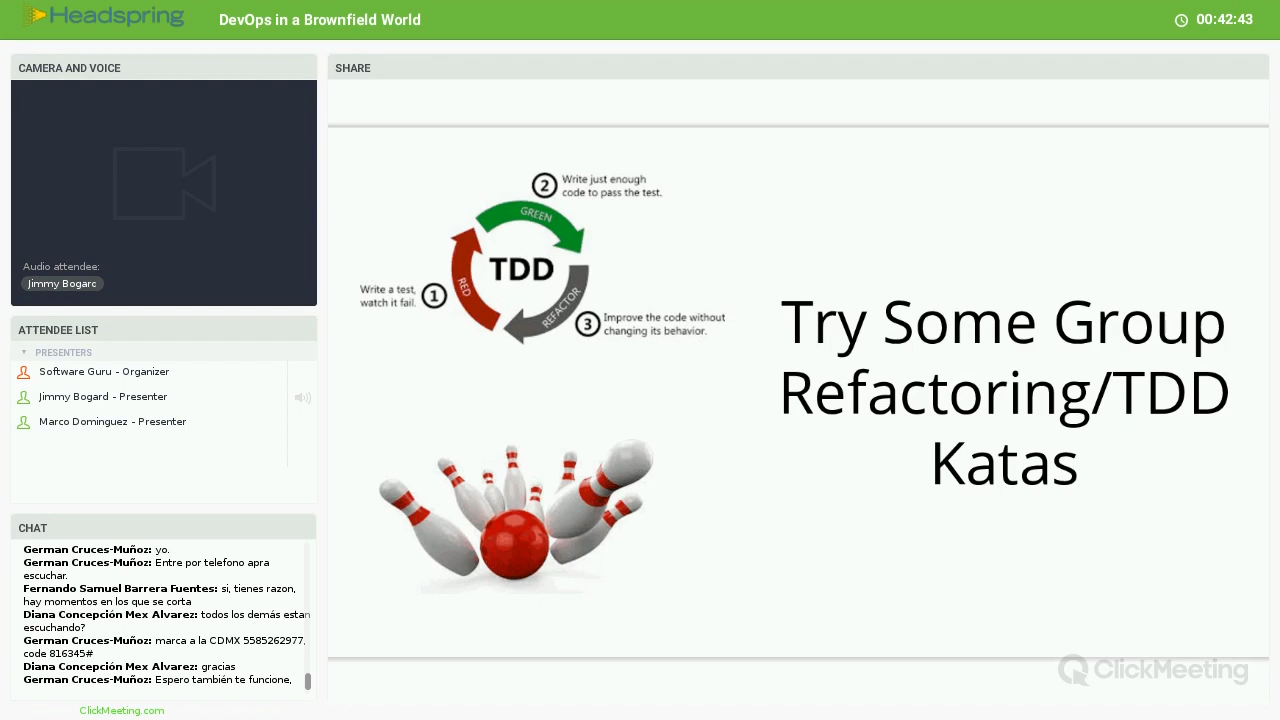 Headspring
DevOps in a Brownfield World
00:42:43
CAMERA AND VOICE
Audio attendee:
Jimmy Bogarc
ATTENDEE LIST
PRESENTERS
Software Guru - Organizer
Jimmy Bogard - Presenter
Marco Dominguez - Presenter
CHAT
German Cruces-Muñoz: yo.
German Cruces-Muñoz: Entre por telefono apra
escuchar.
Fernando Samuel Barrera Fuentes: si, tienes razon,
hay momentos en los que se corta
Diana Concepción Mex Alvarez: todos los demás estan
escuchando?
German Cruces-Muñoz: marca a la CDMX 5585262977,
code 816345#
Diana Concepción Mex Alvarez: gracias
German Cruces-Muñoz: Espero también te funcione,
ClickMeeting.com
SHARE
2
Write just enough
code to pass the test.
GREEN
TDD
RED
Write a test,
watch it fail.
1
REFACTOR
3
Improve the code without
changing its behavior.
Try Some Group
Refactoring/TDD
Katas
ClickMeeting